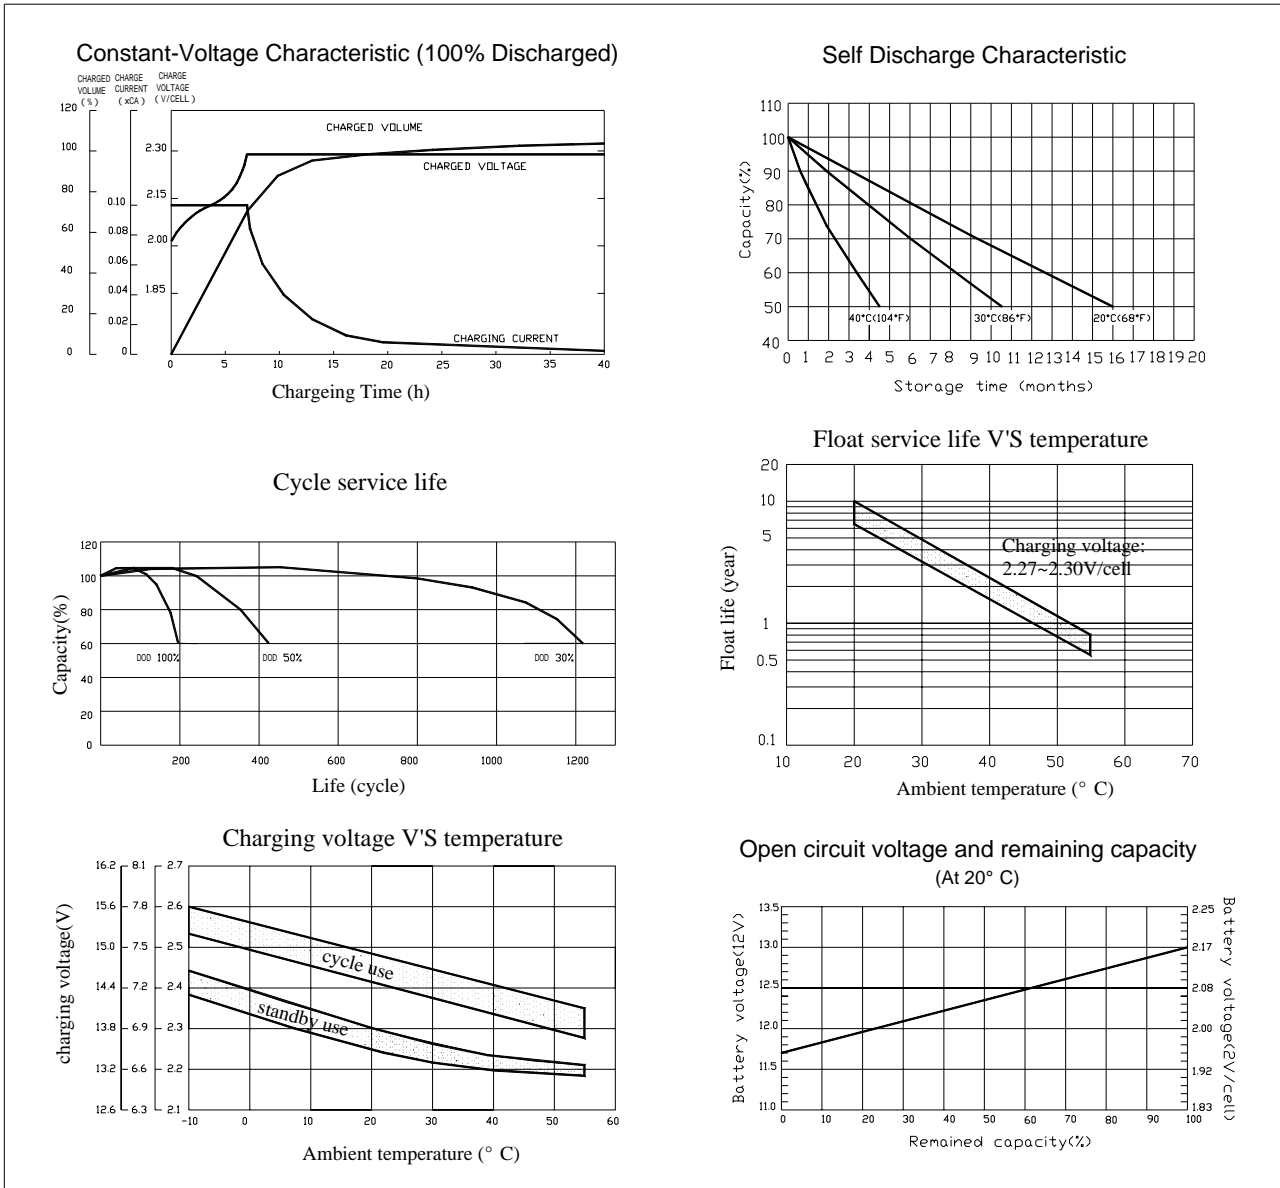 Constant-Voltage Characteristic (100% Discharged)
CHARGED CHARGE CHARGE
VOLUME CURRENT VOLTAGE
(%) (xCA) (V/CELL)
120
100
80
60
40
20
0
0.10
0.08
0.06
0.04
0.02
0
2.30
2.15
2.00
1.85
CHARGED VOLUME
CHARGED VOLTAGE
CHARGING CURRENT
0 5 10 15 20 25 30 35 40
Chargeing Time (h)
Self Discharge Characteristic
Capacity(%)
110
100
90
80
70
60
50
40
40°C(104°F) 30°C(86°F) 20°C(68°F)
0 1 2 3 4 5 6 7 8 9 10 11 12 13 14 15 16 17 18 19 20
Storage time (months)
Cycle service life
Capacity(%)
120
100
80
60
40
20
0
DOD 100% DOD 50% DOD 30%
200 400 600 800 1000 1200
Life (cycle)
Float service life V'S temperature
Float life (year)
20
10
5
1
0.5
0.1
Charging voltage:
2.27~2.30V/cell
10 20 30 40 50 60 70
Ambient temperature (° C)
Charging voltage V'S temperature
charging voltage(V)
16.2 8.1 2.7
15.6 7.8 2.6
15.0 7.5 2.5
14.4 7.2 2.4
13.8 6.9 2.3
13.2 6.6 2.2
12.6 6.3 2.1
cycle use
standby use
-10 0 10 20 30 40 50 60
Ambient temperature (° C)
Open circuit voltage and remaining capacity
(At 20° C)
Battery voltage(12V)
13.5
13.0
12.5
12.0
11.5
11.0
2.25
2.17
2.08
2.00
1.92
1.83
Battery voltage(2V/cell)
0 10 20 30 40 50 60 70 80 90 100
Remained capacity(%)